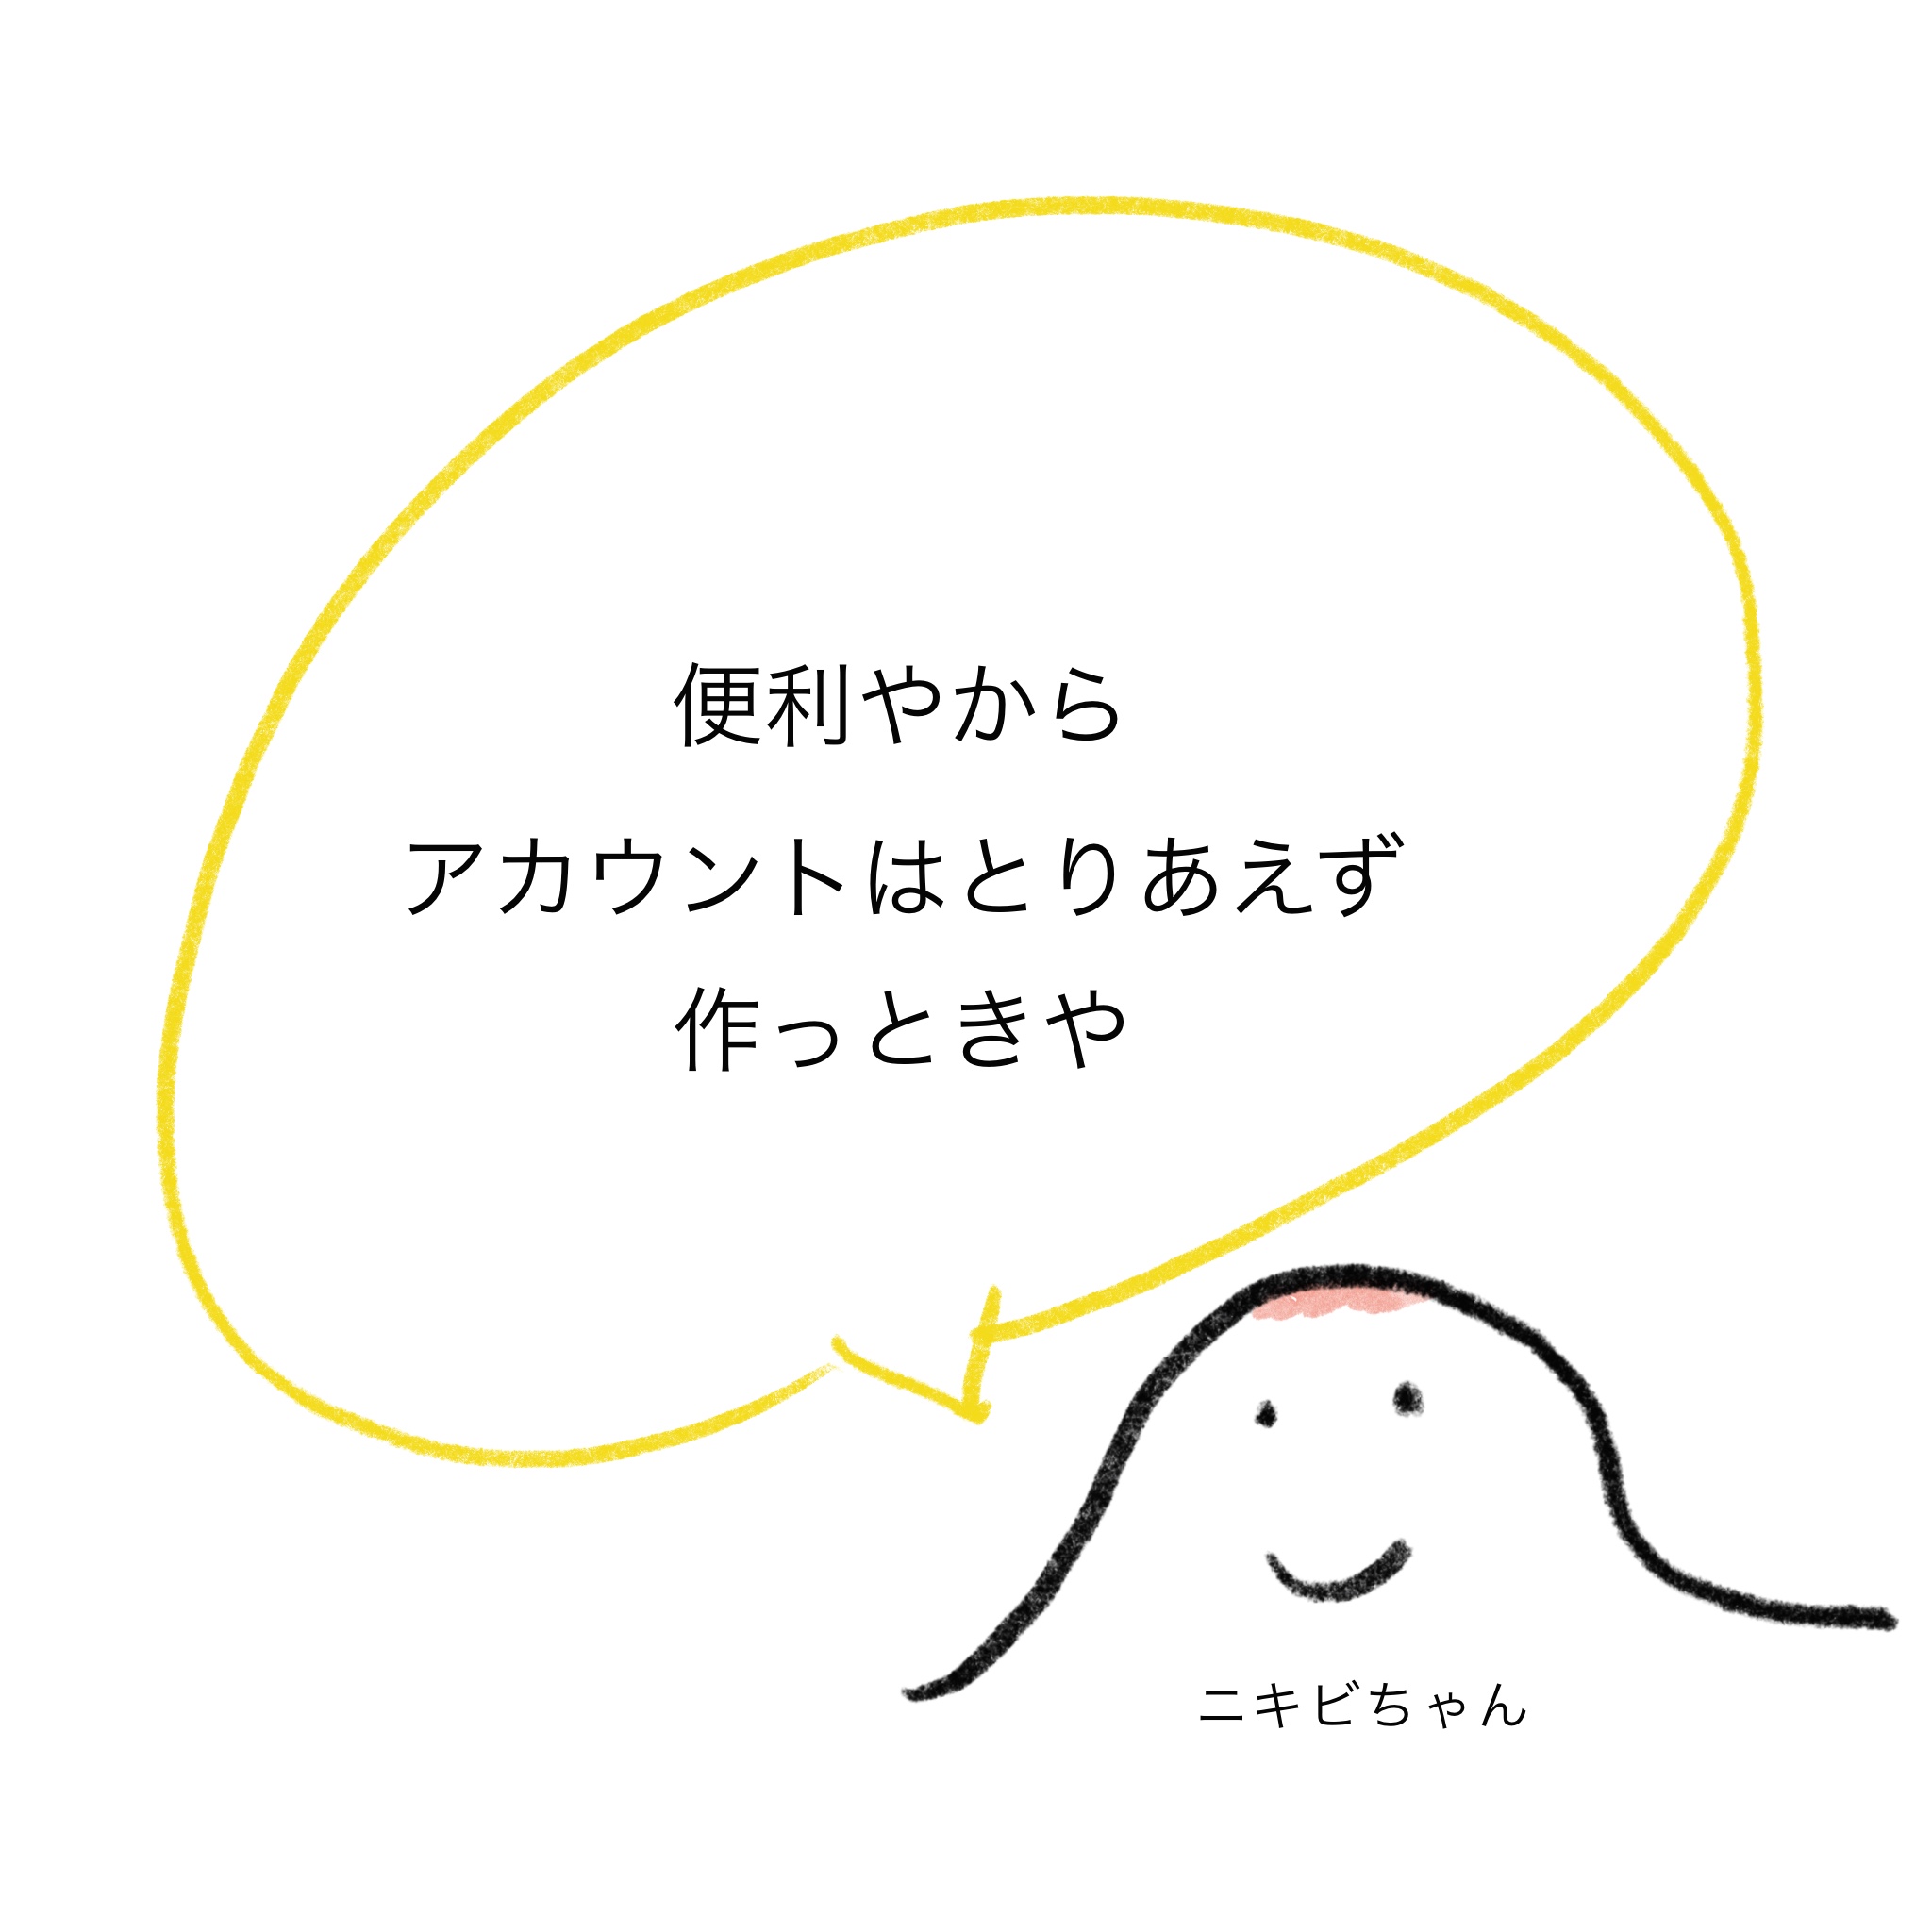 便利やから
アカウントはとりあえず
作っときや
ニキビちゃん